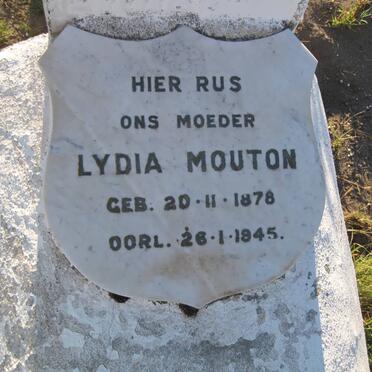 HIER RUS
ONS MOEDER
LYDIA MOUTON
GEB. 20·11·1878
OORL. 26·1·1945.